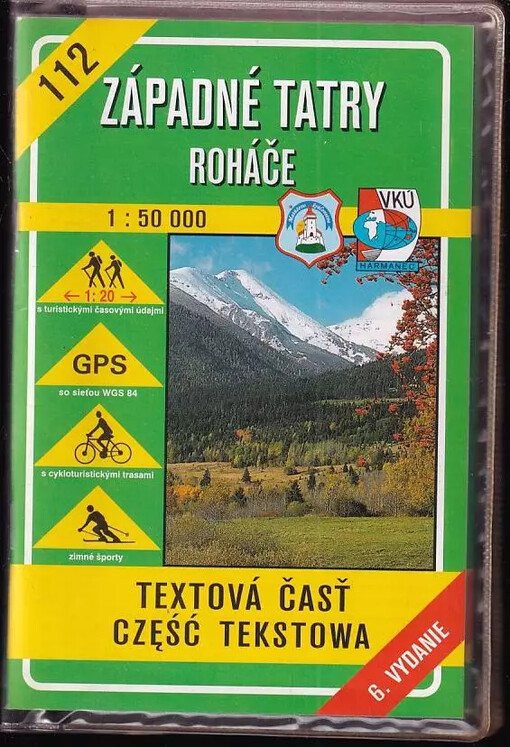 112
ZÁPADNÉ TATRY
ROHÁČE
1 : 50 000
VKÚ
HARMANEC
← 1:20 →
s turistickými časovými údajmi
GPS
so sieťou WGS 84
s cykloturistickými trasami
zimné športy
TEXTOVÁ ČASŤ
CZĘŚĆ TEKSTOWA
6. VYDANIE